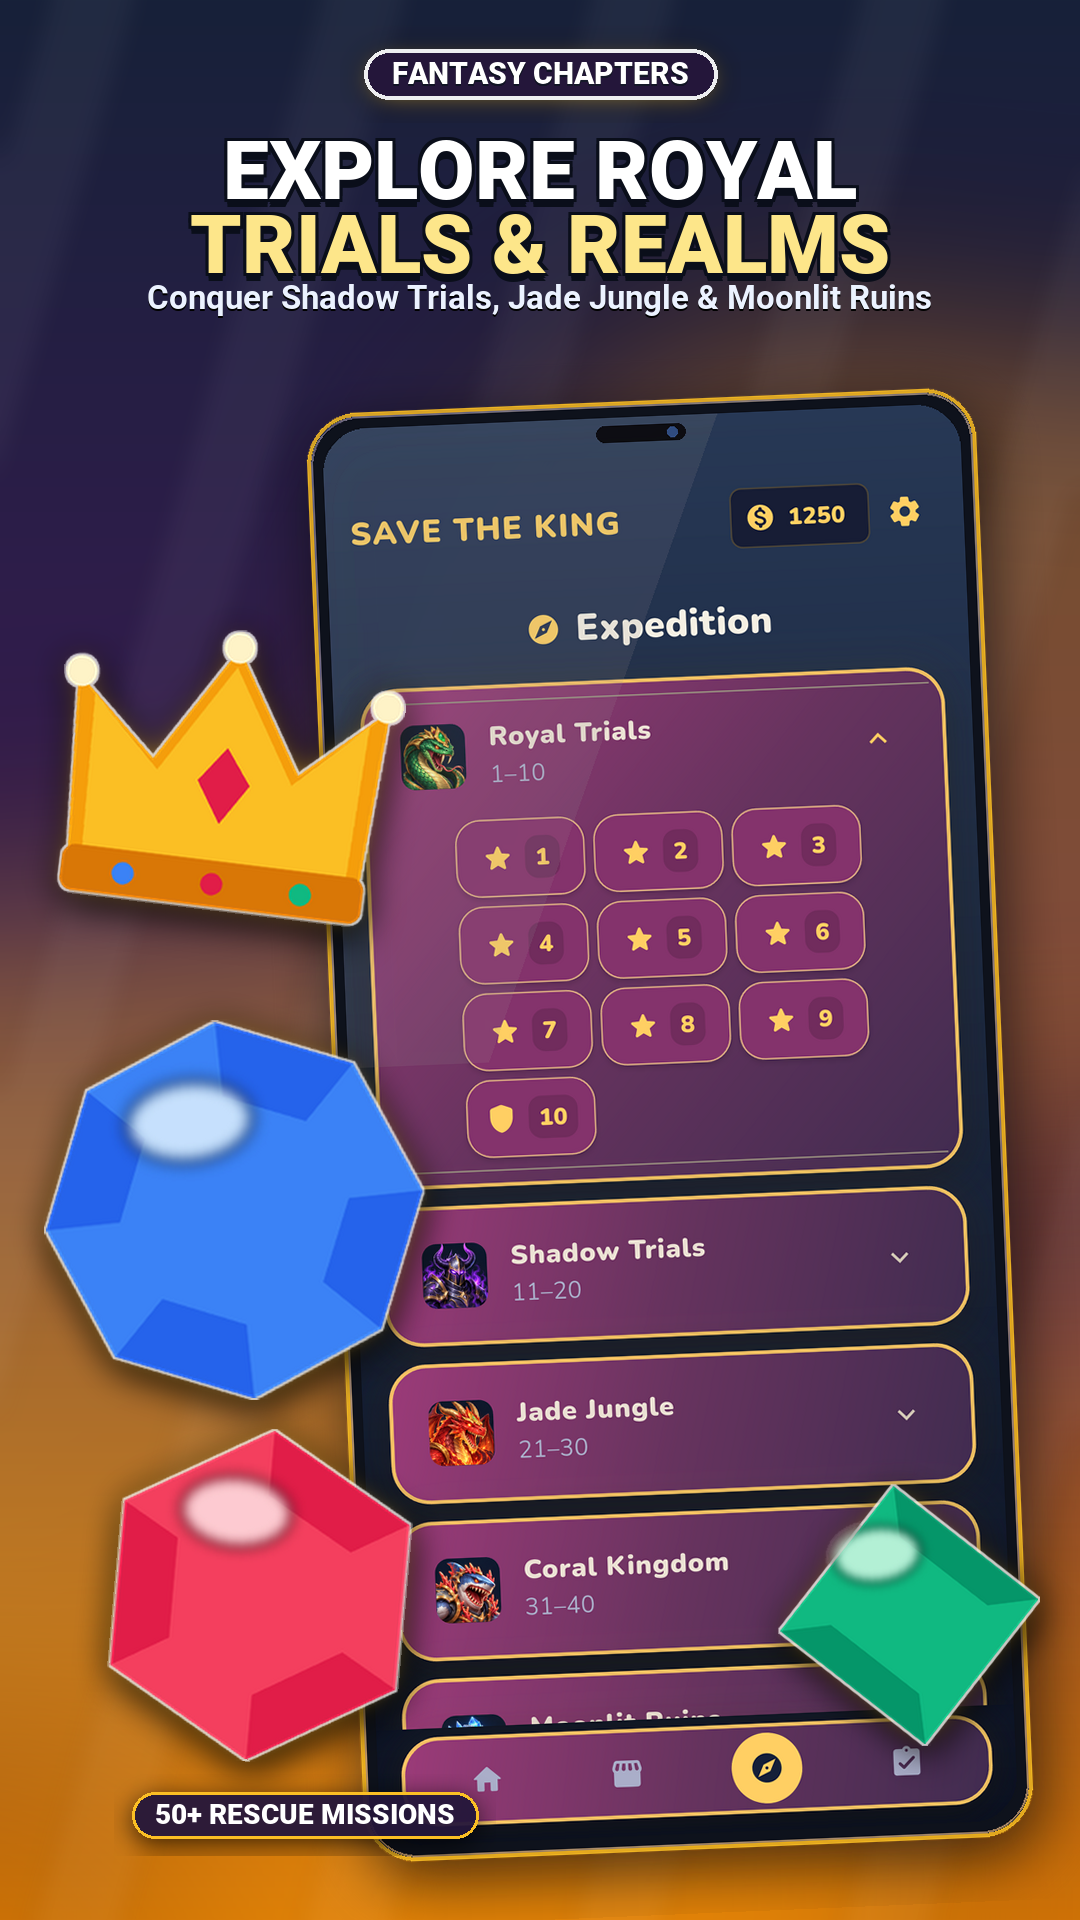 FANTASY CHAPTERS
EXPLORE ROYAL
TRIALS & REALMS
Conquer Shadow Trials, Jade Jungle & Moonlit Ruins
SAVE THE KING
1250
Expedition
Royal Trials
1–10
1 2 3
4 5 6
7 8 9
10
Shadow Trials
11–20
Jade Jungle
21–30
Coral Kingdom
31–40
Moonlit Ruins
50+ RESCUE MISSIONS